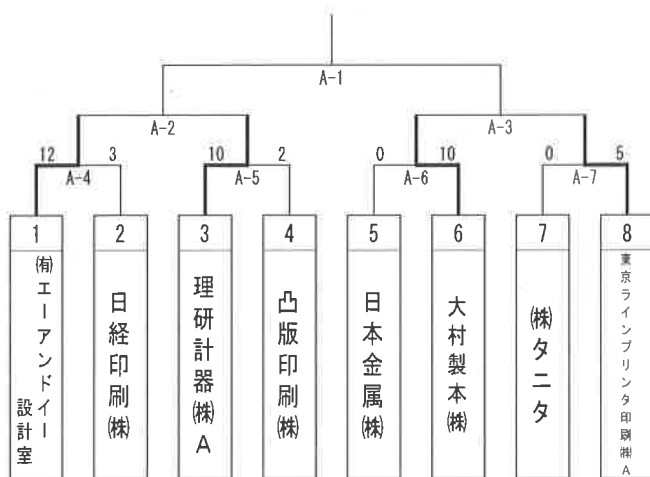 A-1
A-2
A-3
12 3 10 2 0 10 0 5
A-4 A-5 A-6 A-7
1 2 3 4 5 6 7 8
㈲エーアンドイー
設計室
日経印刷㈱
理研計器㈱A
凸版印刷㈱
日本金属㈱
大村製本㈱
㈱タニタ
東京ラインプリンタ印刷㈱A